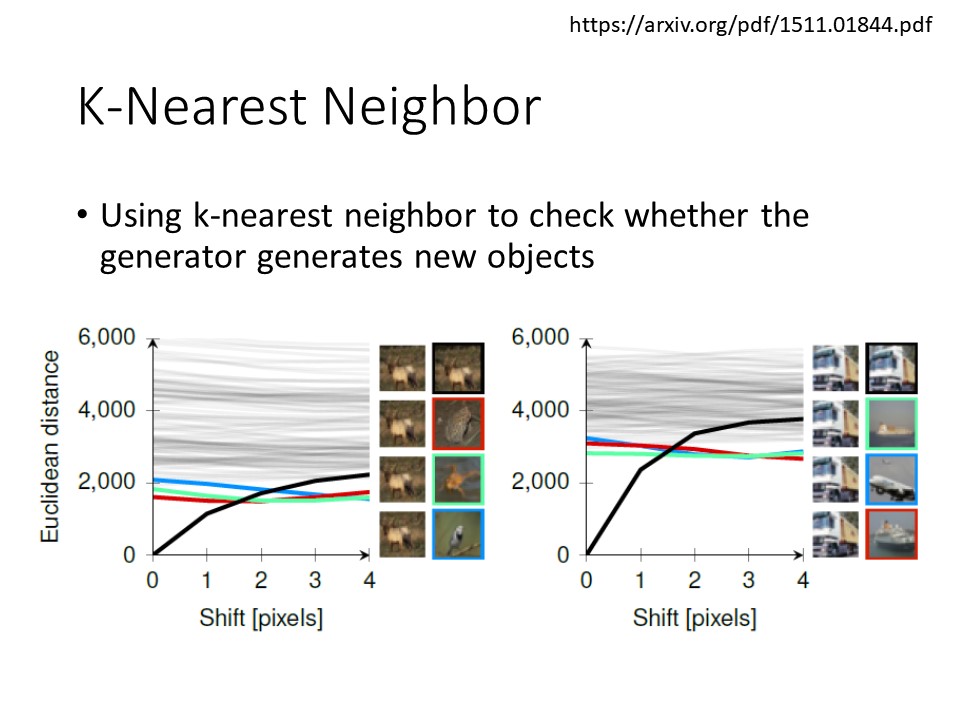 https://arxiv.org/pdf/1511.01844.pdf
K-Nearest Neighbor
• Using k-nearest neighbor to check whether the
generator generates new objects
Euclidean distance
6,000
4,000
2,000
0
0 1 2 3 4
Shift [pixels]
6,000
4,000
2,000
0
0 1 2 3 4
Shift [pixels]